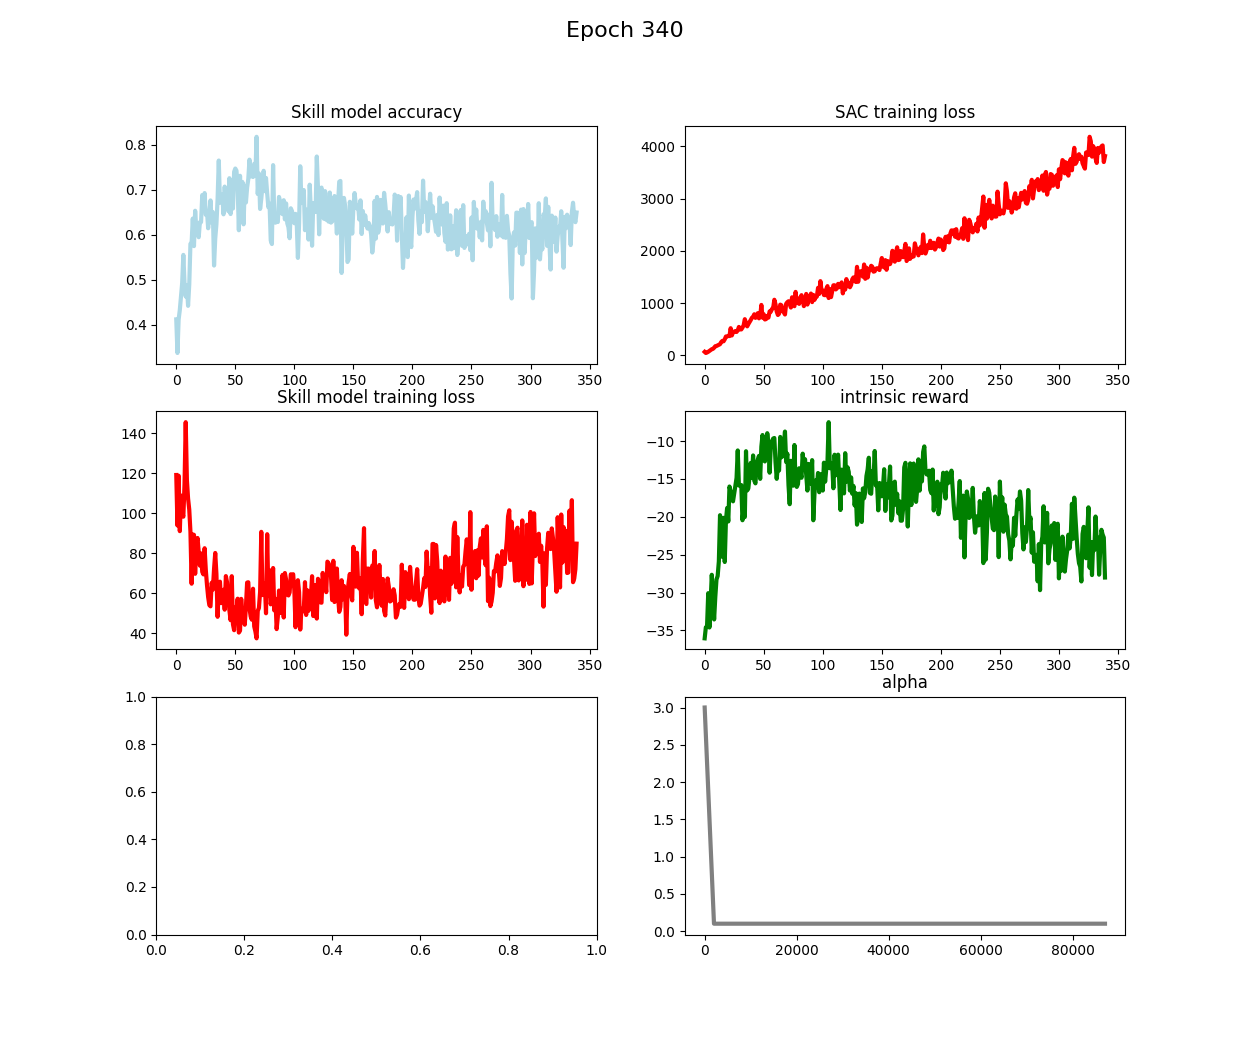 Epoch 340
Skill model accuracy
0.8
0.7
0.6
0.5
0.4
0 50 100 150 200 250 300 350
SAC training loss
4000
3000
2000
1000
0
0 50 100 150 200 250 300 350
Skill model training loss
140
120
100
80
60
40
0 50 100 150 200 250 300 350
intrinsic reward
−10
−15
−20
−25
−30
−35
0 50 100 150 200 250 300 350
1.0
0.8
0.6
0.4
0.2
0.0
0.0 0.2 0.4 0.6 0.8 1.0
alpha
3.0
2.5
2.0
1.5
1.0
0.5
0.0
0 20000 40000 60000 80000